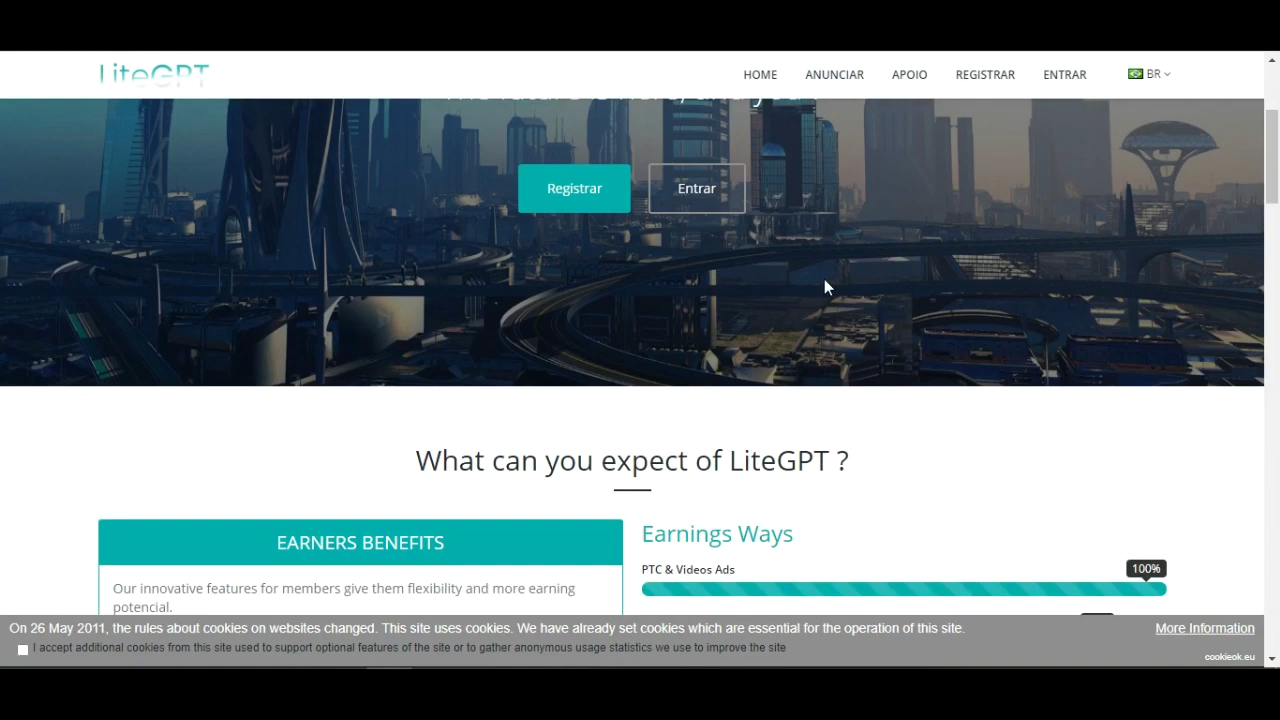 LiteGPT
HOME ANUNCIAR APOIO REGISTRAR ENTRAR BR
Registrar Entrar
What can you expect of LiteGPT ?
EARNERS BENEFITS
Our innovative features for members give them flexibility and more earning
potencial.
Earnings Ways
PTC & Videos Ads 100%
On 26 May 2011, the rules about cookies on websites changed. This site uses cookies. We have already set cookies which are essential for the operation of this site. More Information
I accept additional cookies from this site used to support optional features of the site or to gather anonymous usage statistics we use to improve the site
cookieok.eu